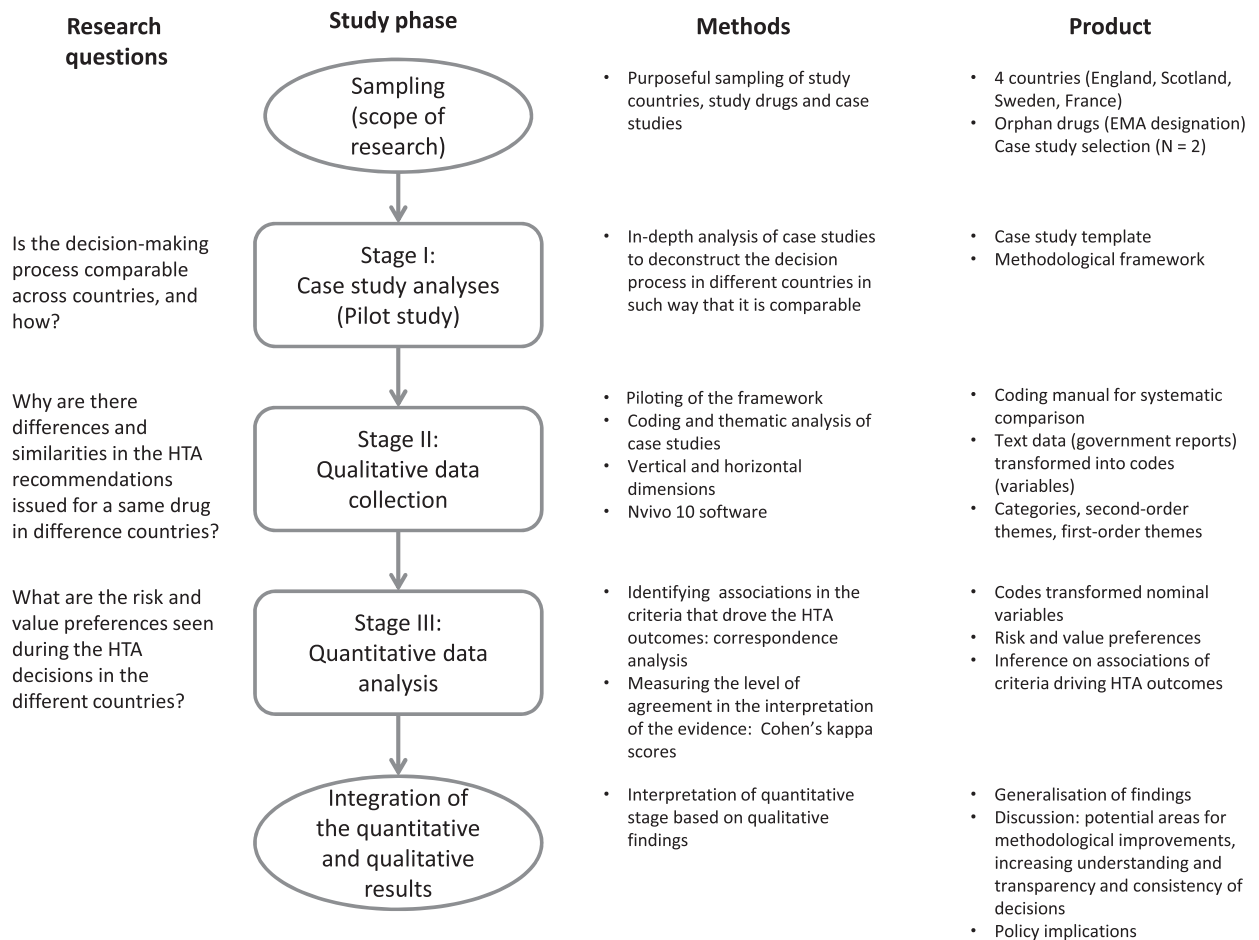 Research
questions
Study phase
Methods
Product
Sampling
(scope of
research)
• Purposeful sampling of study
countries, study drugs and case
studies
• 4 countries (England, Scotland,
Sweden, France)
• Orphan drugs (EMA designation)
Case study selection (N = 2)
Is the decision-making
process comparable
across countries, and
how?
Stage I:
Case study analyses
(Pilot study)
• In-depth analysis of case studies
to deconstruct the decision
process in different countries in
such way that it is comparable
• Case study template
• Methodological framework
Why are there
differences and
similarities in the HTA
recommendations
issued for a same drug
in difference countries?
Stage II:
Qualitative data
collection
• Piloting of the framework
• Coding and thematic analysis of
case studies
• Vertical and horizontal
dimensions
• Nvivo 10 software
• Coding manual for systematic
comparison
• Text data (government reports)
transformed into codes
(variables)
• Categories, second-order
themes, first-order themes
What are the risk and
value preferences seen
during the HTA
decisions in the
different countries?
Stage III:
Quantitative data
analysis
• Identifying associations in the
criteria that drove the HTA
outcomes: correspondence
analysis
• Measuring the level of
agreement in the interpretation
of the evidence: Cohen's kappa
scores
• Codes transformed nominal
variables
• Risk and value preferences
• Inference on associations of
criteria driving HTA outcomes
Integration of
the quantitative
and qualitative
results
• Interpretation of quantitative
stage based on qualitative
findings
• Generalisation of findings
• Discussion: potential areas for
methodological improvements,
increasing understanding and
transparency and consistency of
decisions
• Policy implications